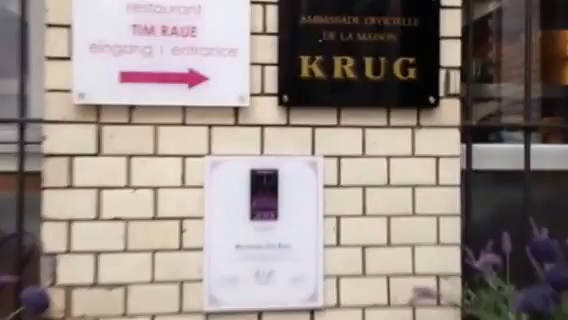 restaurant
TIM RAUE
eingang | entrance
AMBASSADE OFFICIELLE
DE LA MAISON
KRUG